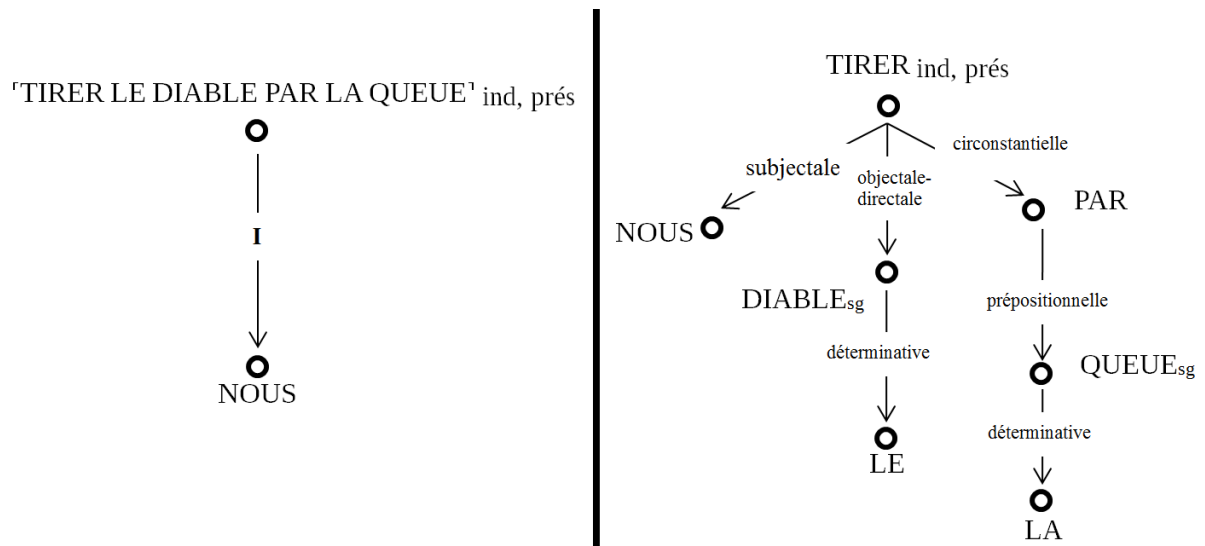 ⌜TIRER LE DIABLE PAR LA QUEUE⌝ ind, prés
I
NOUS
TIRER ind, prés
circonstantielle
subjectale
objectale-
directale
PAR
NOUS
DIABLEsg
prépositionnelle
déterminative
QUEUEsg
déterminative
LE
LA